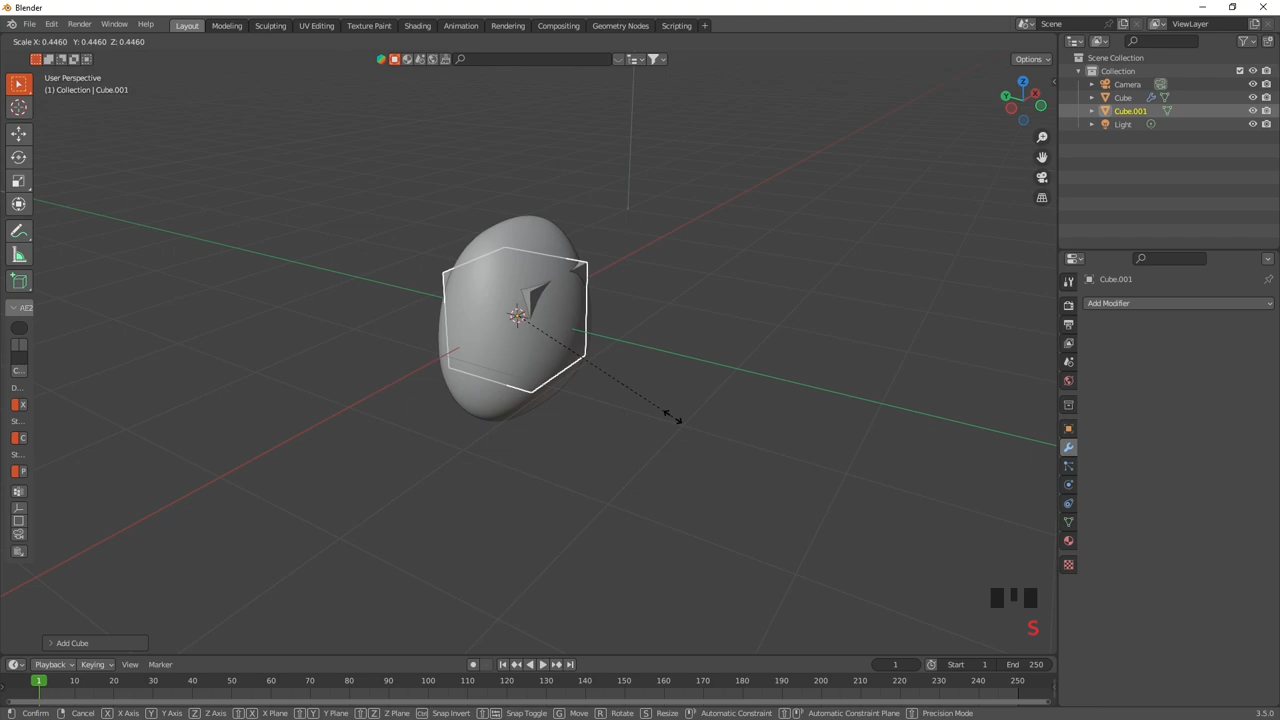 Blender
File Edit Render Window Help Layout Modeling Sculpting UV Editing Texture Paint Shading Animation Rendering Compositing Geometry Nodes Scripting + Scene ViewLayer
Scale X: 0.4460 Y: 0.4460 Z: 0.4460
Options
User Perspective
(1) Collection | Cube.001
Scene Collection
Collection
Camera
Cube
Cube.001
Light
X
Y
Z
Cube.001
Add Modifier
AE2
C...
D...
X
St...
C
St...
P
S
Add Cube
Playback Keying View Marker 1 Start 1 End 250
1 10 20 30 40 50 60 70 80 90 100 110 120 130 140 150 160 170 180 190 200 210 220 230 240 250
Confirm Cancel X X Axis Y Y Axis Z Z Axis X X Plane Y Y Plane Z Z Plane Ctrl Snap Invert Snap Toggle G Move R Rotate S Resize Automatic Constraint Automatic Constraint Plane Precision Mode 3.5.0